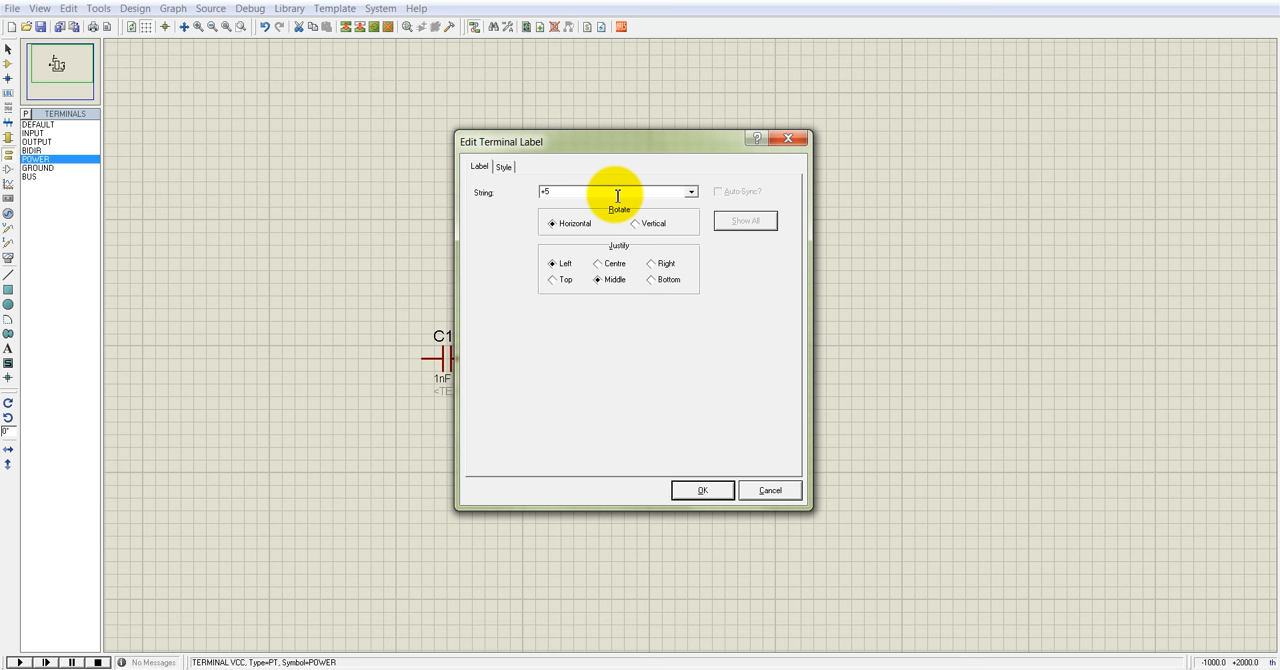 File View Edit Tools Design Graph Source Debug Library Template System Help
P TERMINALS
DEFAULT
INPUT
OUTPUT
BIDIR
POWER
GROUND
BUS
Edit Terminal Label
Label Style
String: +5 Auto-Sync?
Rotate
Horizontal Vertical Show All
Justify
Left Centre Right
Top Middle Bottom
C1
1nF
<TE
OK Cancel
No Messages TERMINAL VCC, Type=PT, Symbol=POWER -1000.0 +2000.0 th